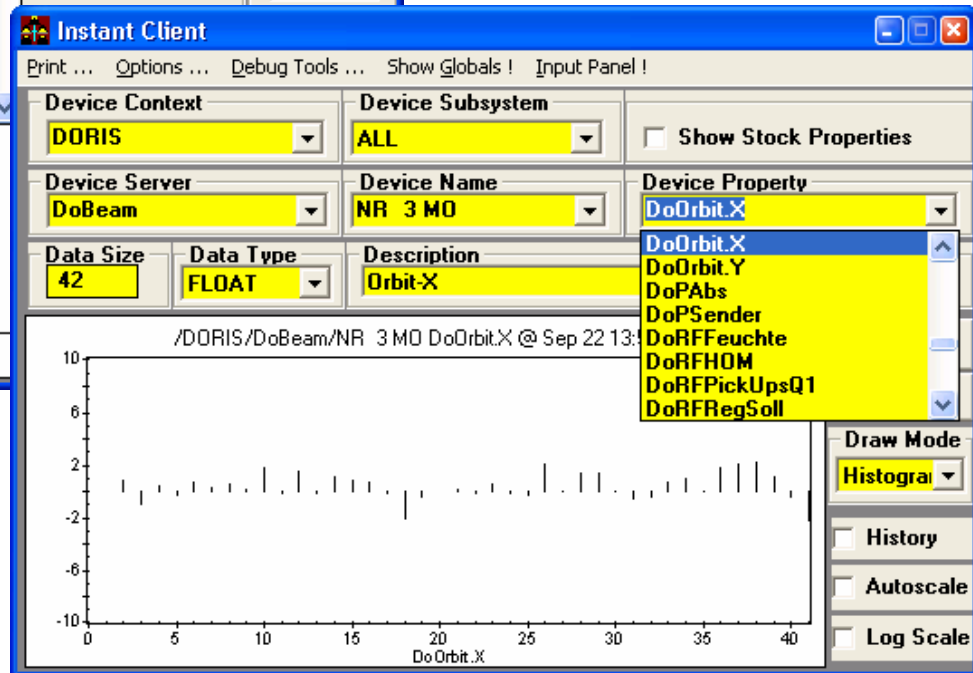 Instant Client
Print ... Options ... Debug Tools ... Show Globals ! Input Panel !
Device Context
DORIS
Device Subsystem
ALL
Show Stock Properties
Device Server
DoBeam
Device Name
NR 3 MO
Device Property
DoOrbit.X
DoOrbit.X
DoOrbit.Y
DoPAbs
DoPSender
DoRFFeuchte
DoRFHOM
DoRFPickUpsQ1
DoRFRegSoll
Data Size
42
Data Type
FLOAT
Description
Orbit-X
/DORIS/DoBeam/NR 3 MO DoOrbit.X @ Sep 22 13:
10
6
2
-2
-6
-10
0 5 10 15 20 25 30 35 40
DoOrbit.X
Draw Mode
Histogra
History
Autoscale
Log Scale